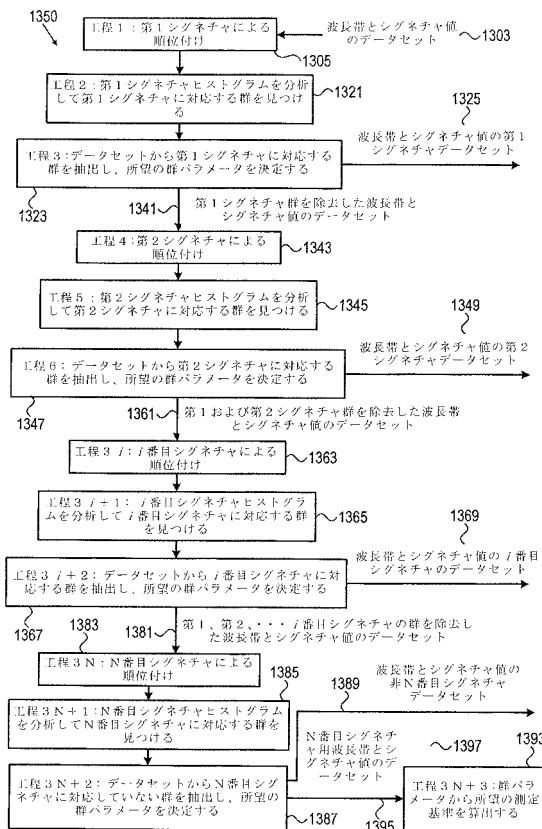 1350
工程1：第1シグネチャによる
順位付け
波長帯とシグネチャ値
のデータセット
1303
1305
工程2：第1シグネチャヒストグラムを分析
して第1シグネチャに対応する群を見つけ
る
1321
1325
波長帯とシグネチャ値の第1
シグネチャデータセット
工程3：データセットから第1シグネチャに対応する
群を抽出し、所望の群パラメータを決定する
1323
1341
第1シグネチャ群を除去した波長帯と
シグネチャ値のデータセット
工程4：第2シグネチャによる
順位付け
1343
工程5：第2シグネチャヒストグラムを分析
して第2シグネチャに対応する群を見つける
1345
1349
波長帯とシグネチャ値の第2
シグネチャデータセット
工程6：データセットから第2シグネチャに対応する
群を抽出し、所望の群パラメータを決定する
1347
1361
第1および第2シグネチャ群を除去した波長帯
とシグネチャ値のデータセット
工程3i：i番目シグネチャによる
順位付け
1363
工程3i+1：i番目シグネチャヒストグラ
ムを分析してi番目シグネチャに対応する群
を見つける
1365
1369
波長帯とシグネチャ値のi番目
シグネチャのデータセット
工程3i+2：データセットからi番目シグネチャに対
応する群を抽出し、所望の群パラメータを決定する
1367
1381
第1、第2、・・・i番目シグネチャの群を除去し
た波長帯とシグネチャ値のデータセット
1383
工程3N：N番目シグネチャによる
順位付け
1385
工程3N+1：N番目シグネチャヒストグラム
を分析してN番目シグネチャに対応する群を
見つける
1389
波長帯とシグネチャ値の
非N番目シグネチャ
データセット
N番目シグネチ
ャ用波長帯とシ
グネチャ値の
データセット
1397
1393
工程3N+2：データセットからN番目シグ
ネチャに対応していない群を抽出し、所望の
群パラメータを決定する
1387
1395
工程3N+3：群パラ
メータから所望の測定
基準を算出する